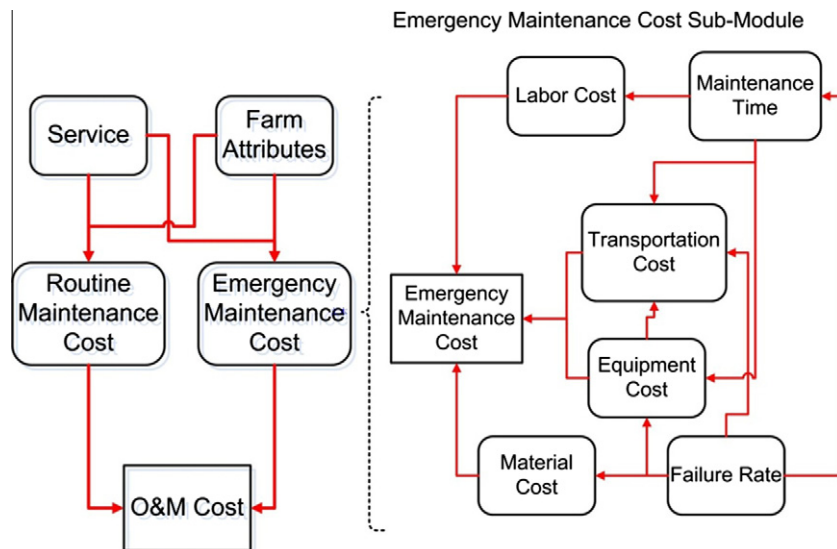 Emergency Maintenance Cost Sub-Module
Service
Farm
Attributes
Routine
Maintenance
Cost
Emergency
Maintenance
Cost
O&M Cost
Labor Cost
Maintenance
Time
Transportation
Cost
Emergency
Maintenance
Cost
Equipment
Cost
Material
Cost
Failure Rate